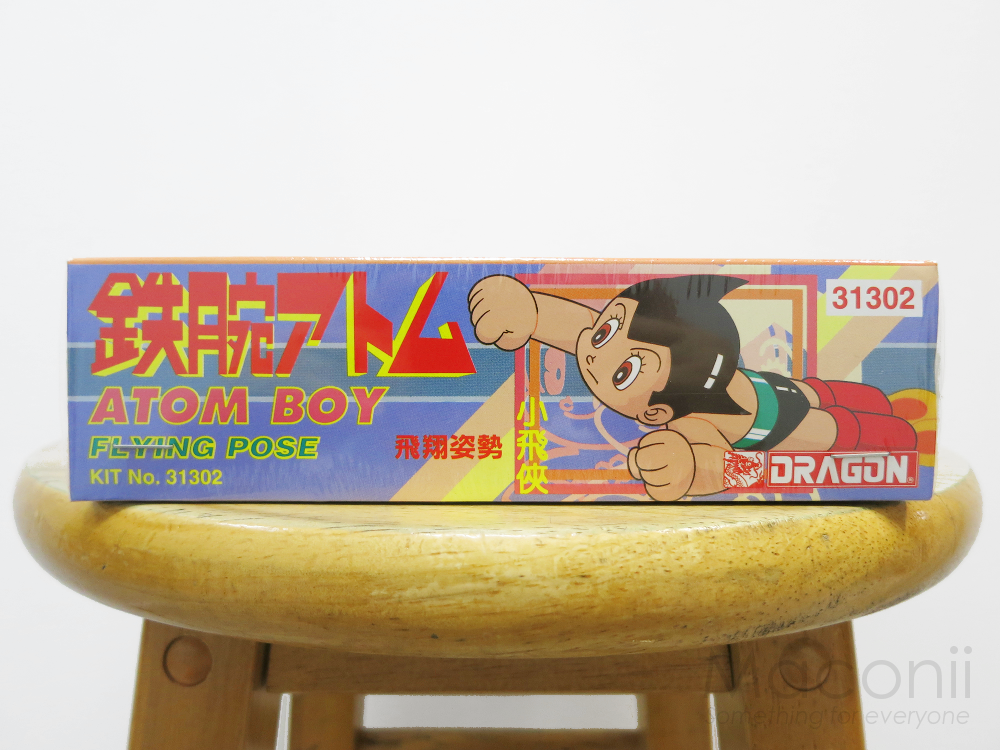 鉄腕アトム
ATOM BOY
FLYING POSE
飛翔姿勢
KIT No. 31302
小飛俠
31302
DRAGON
Maconii
something for everyone